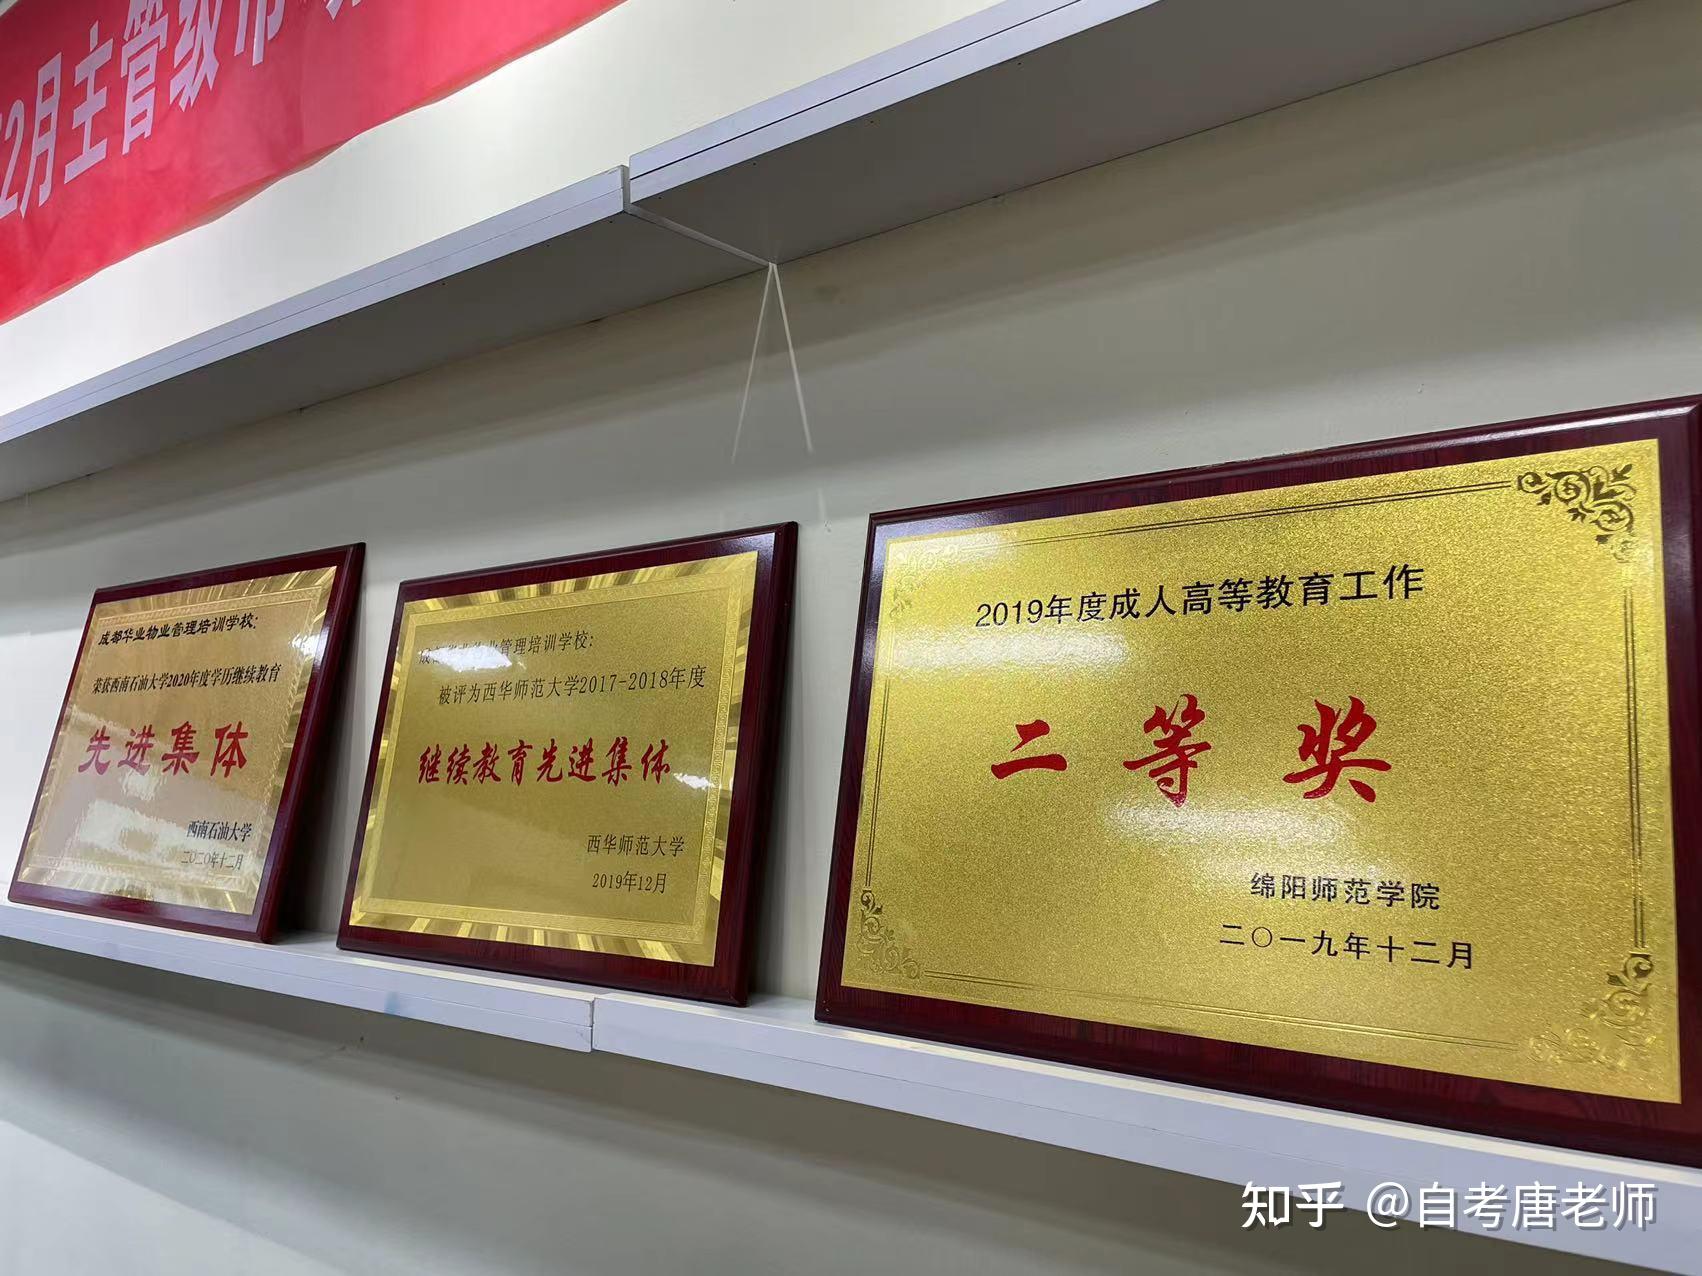 2月主管级
成都华业物业管理培训学校:
荣获西南石油大学2020年度学历继续教育
先进集体
西南石油大学
二〇二〇年十二月
管理培训学校:
被评为西华师范大学2017-2018年度
继续教育先进集体
西华师范大学
2019年12月
2019年度成人高等教育工作
二等奖
绵阳师范学院
二〇一九年十二月
知乎 @自考唐老师